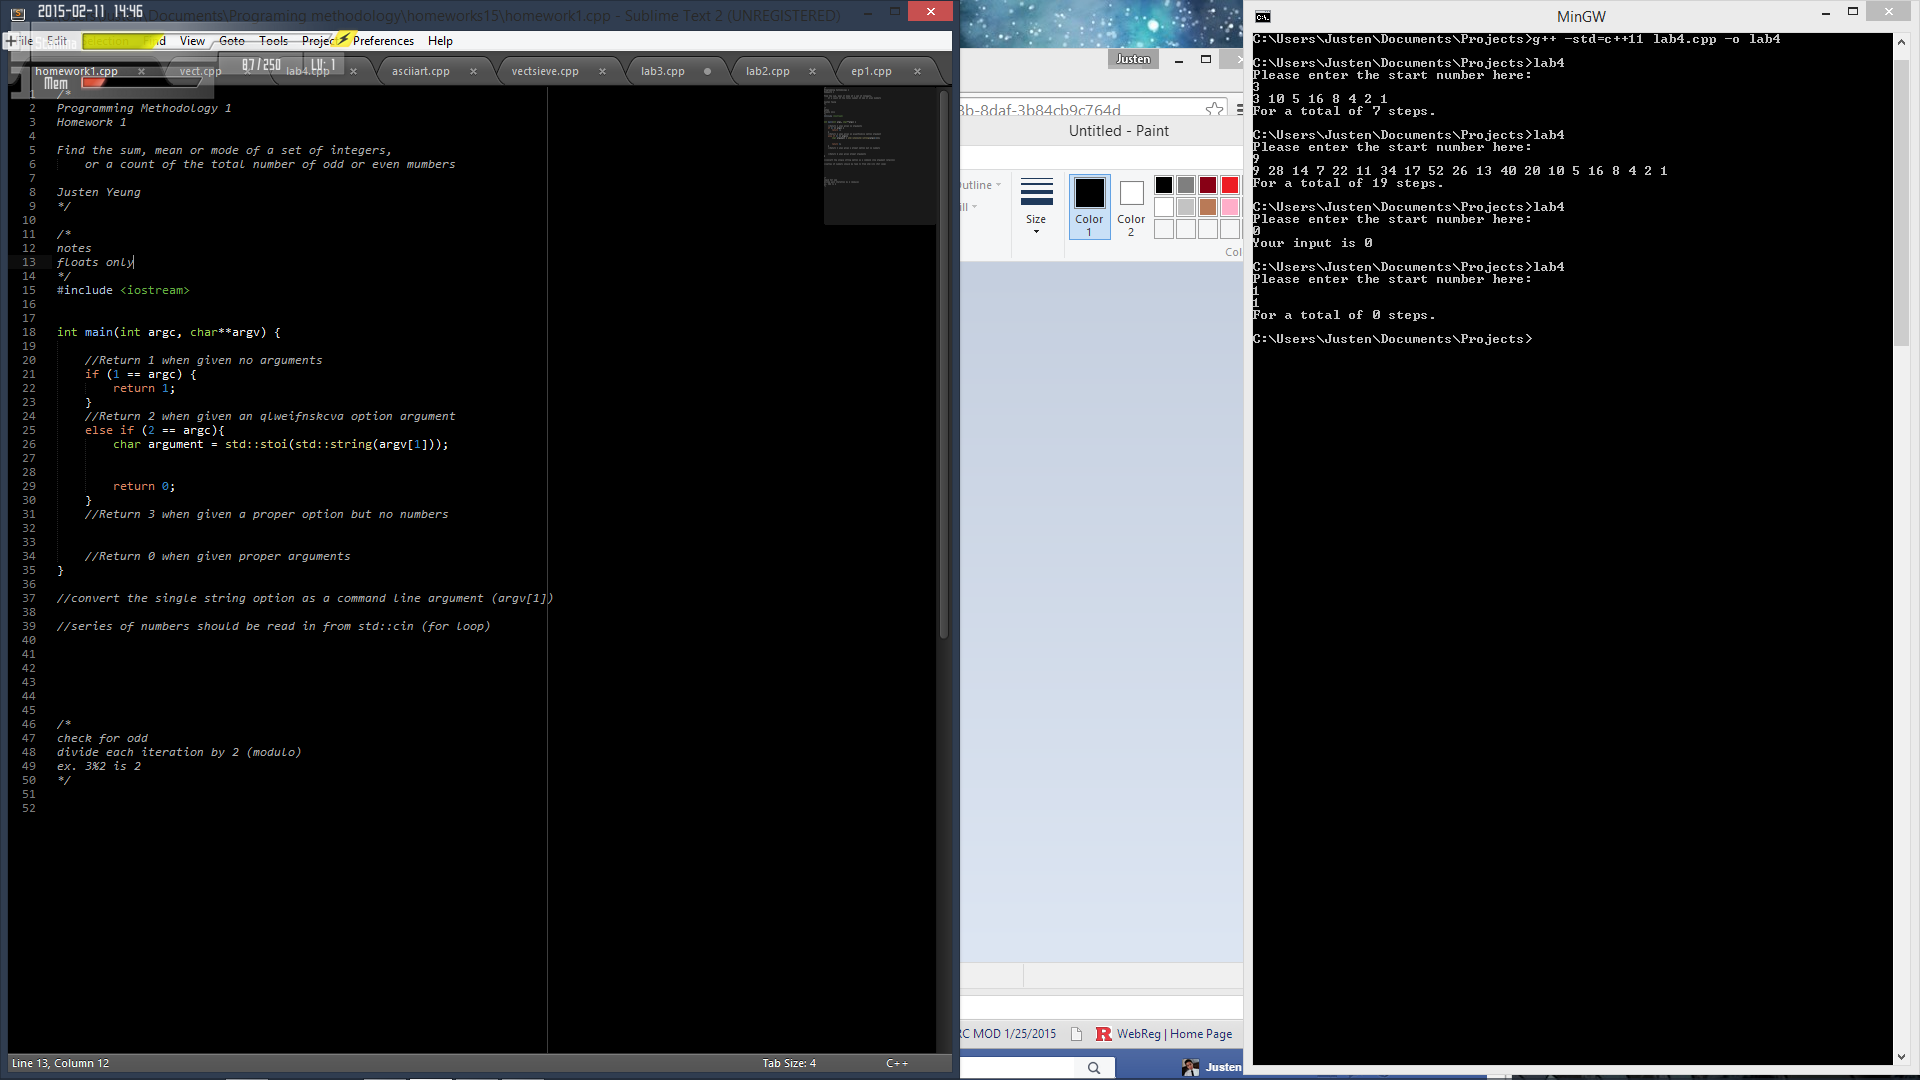 2015-02-11 14:46
Documents\Programing methodology\homeworks15\homework1.cpp - Sublime Text 2 (UNREGISTERED)
File Edit Selection Find View Goto Tools Project Preferences Help
87/250 LV: 1
Mem
homework1.cpp vect.cpp lab4.cpp asciiart.cpp vectsieve.cpp lab3.cpp lab2.cpp ep1.cpp
1 /*
2 Programming Methodology 1
3 Homework 1
4
5 Find the sum, mean or mode of a set of integers,
6 or a count of the total number of odd or even mumbers
7
8 Justen Yeung
9 */
10
11 /*
12 notes
13 floats only
14 */
15 #include <iostream>
16
17
18 int main(int argc, char**argv) {
19
20 //Return 1 when given no arguments
21 if (1 == argc) {
22 return 1;
23 }
24 //Return 2 when given an qlweifnskcva option argument
25 else if (2 == argc){
26 char argument = std::stoi(std::string(argv[1]));
27
28
29 return 0;
30 }
31 //Return 3 when given a proper option but no numbers
32
33
34 //Return 0 when given proper arguments
35 }
36
37 //convert the single string option as a command line argument (argv[1])
38
39 //series of numbers should be read in from std::cin (for loop)
40
41
42
43
44
45
46 /*
47 check for odd
48 divide each iteration by 2 (modulo)
49 ex. 3%2 is 2
50 */
51
52
Line 13, Column 12 Tab Size: 4 C++
Justen
3b-8daf-3b84cb9c764d
Untitled - Paint
Outline
Size
Color 1
Color 2
Col
RC MOD 1/25/2015 WebReg | Home Page
Justen
MinGW
C:\Users\Justen\Documents\Projects>g++ -std=c++11 lab4.cpp -o lab4
C:\Users\Justen\Documents\Projects>lab4
Please enter the start number here:
3
3 10 5 16 8 4 2 1
For a total of 7 steps.
C:\Users\Justen\Documents\Projects>lab4
Please enter the start number here:
9
9 28 14 7 22 11 34 17 52 26 13 40 20 10 5 16 8 4 2 1
For a total of 19 steps.
C:\Users\Justen\Documents\Projects>lab4
Please enter the start number here:
0
Your input is 0
C:\Users\Justen\Documents\Projects>lab4
Please enter the start number here:
1
1
For a total of 0 steps.
C:\Users\Justen\Documents\Projects>